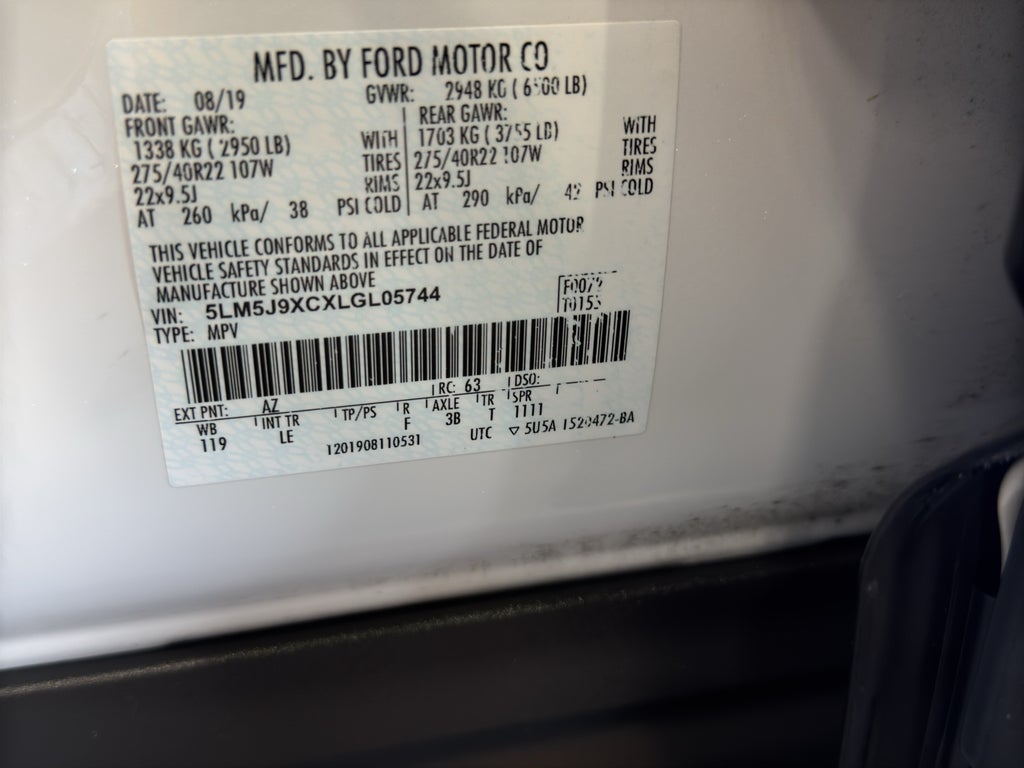 MFD. BY FORD MOTOR CO
DATE: 08/19 GVWR: 2948 KG ( 6500 LB)
FRONT GAWR: REAR GAWR:
1338 KG ( 2950 LB) WITH 1703 KG ( 3755 LB) WITH
275/40R22 107W TIRES 275/40R22 107W TIRES
22x9.5J RIMS 22x9.5J RIMS
AT 260 kPa/ 38 PSI COLD AT 290 kPa/ 42 PSI COLD
THIS VEHICLE CONFORMS TO ALL APPLICABLE FEDERAL MOTOR
VEHICLE SAFETY STANDARDS IN EFFECT ON THE DATE OF
MANUFACTURE SHOWN ABOVE
VIN: 5LM5J9XCXLGL05744 F0079
TYPE: MPV T0155
EXT PNT: AZ RC: 63 DSO:
WB INT TR TP/PS R AXLE TR SPR
119 LE F 3B T 1111
1201908110531 UTC ▽ 5U5A 1520472-BA